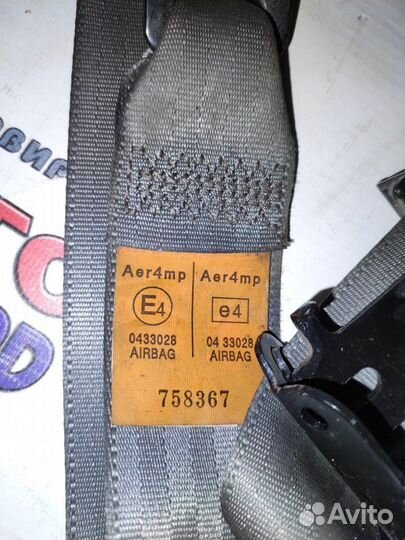 Aer4mp Aer4mp
E4 e4
0433028 04 33028
AIRBAG AIRBAG
758367
Avito